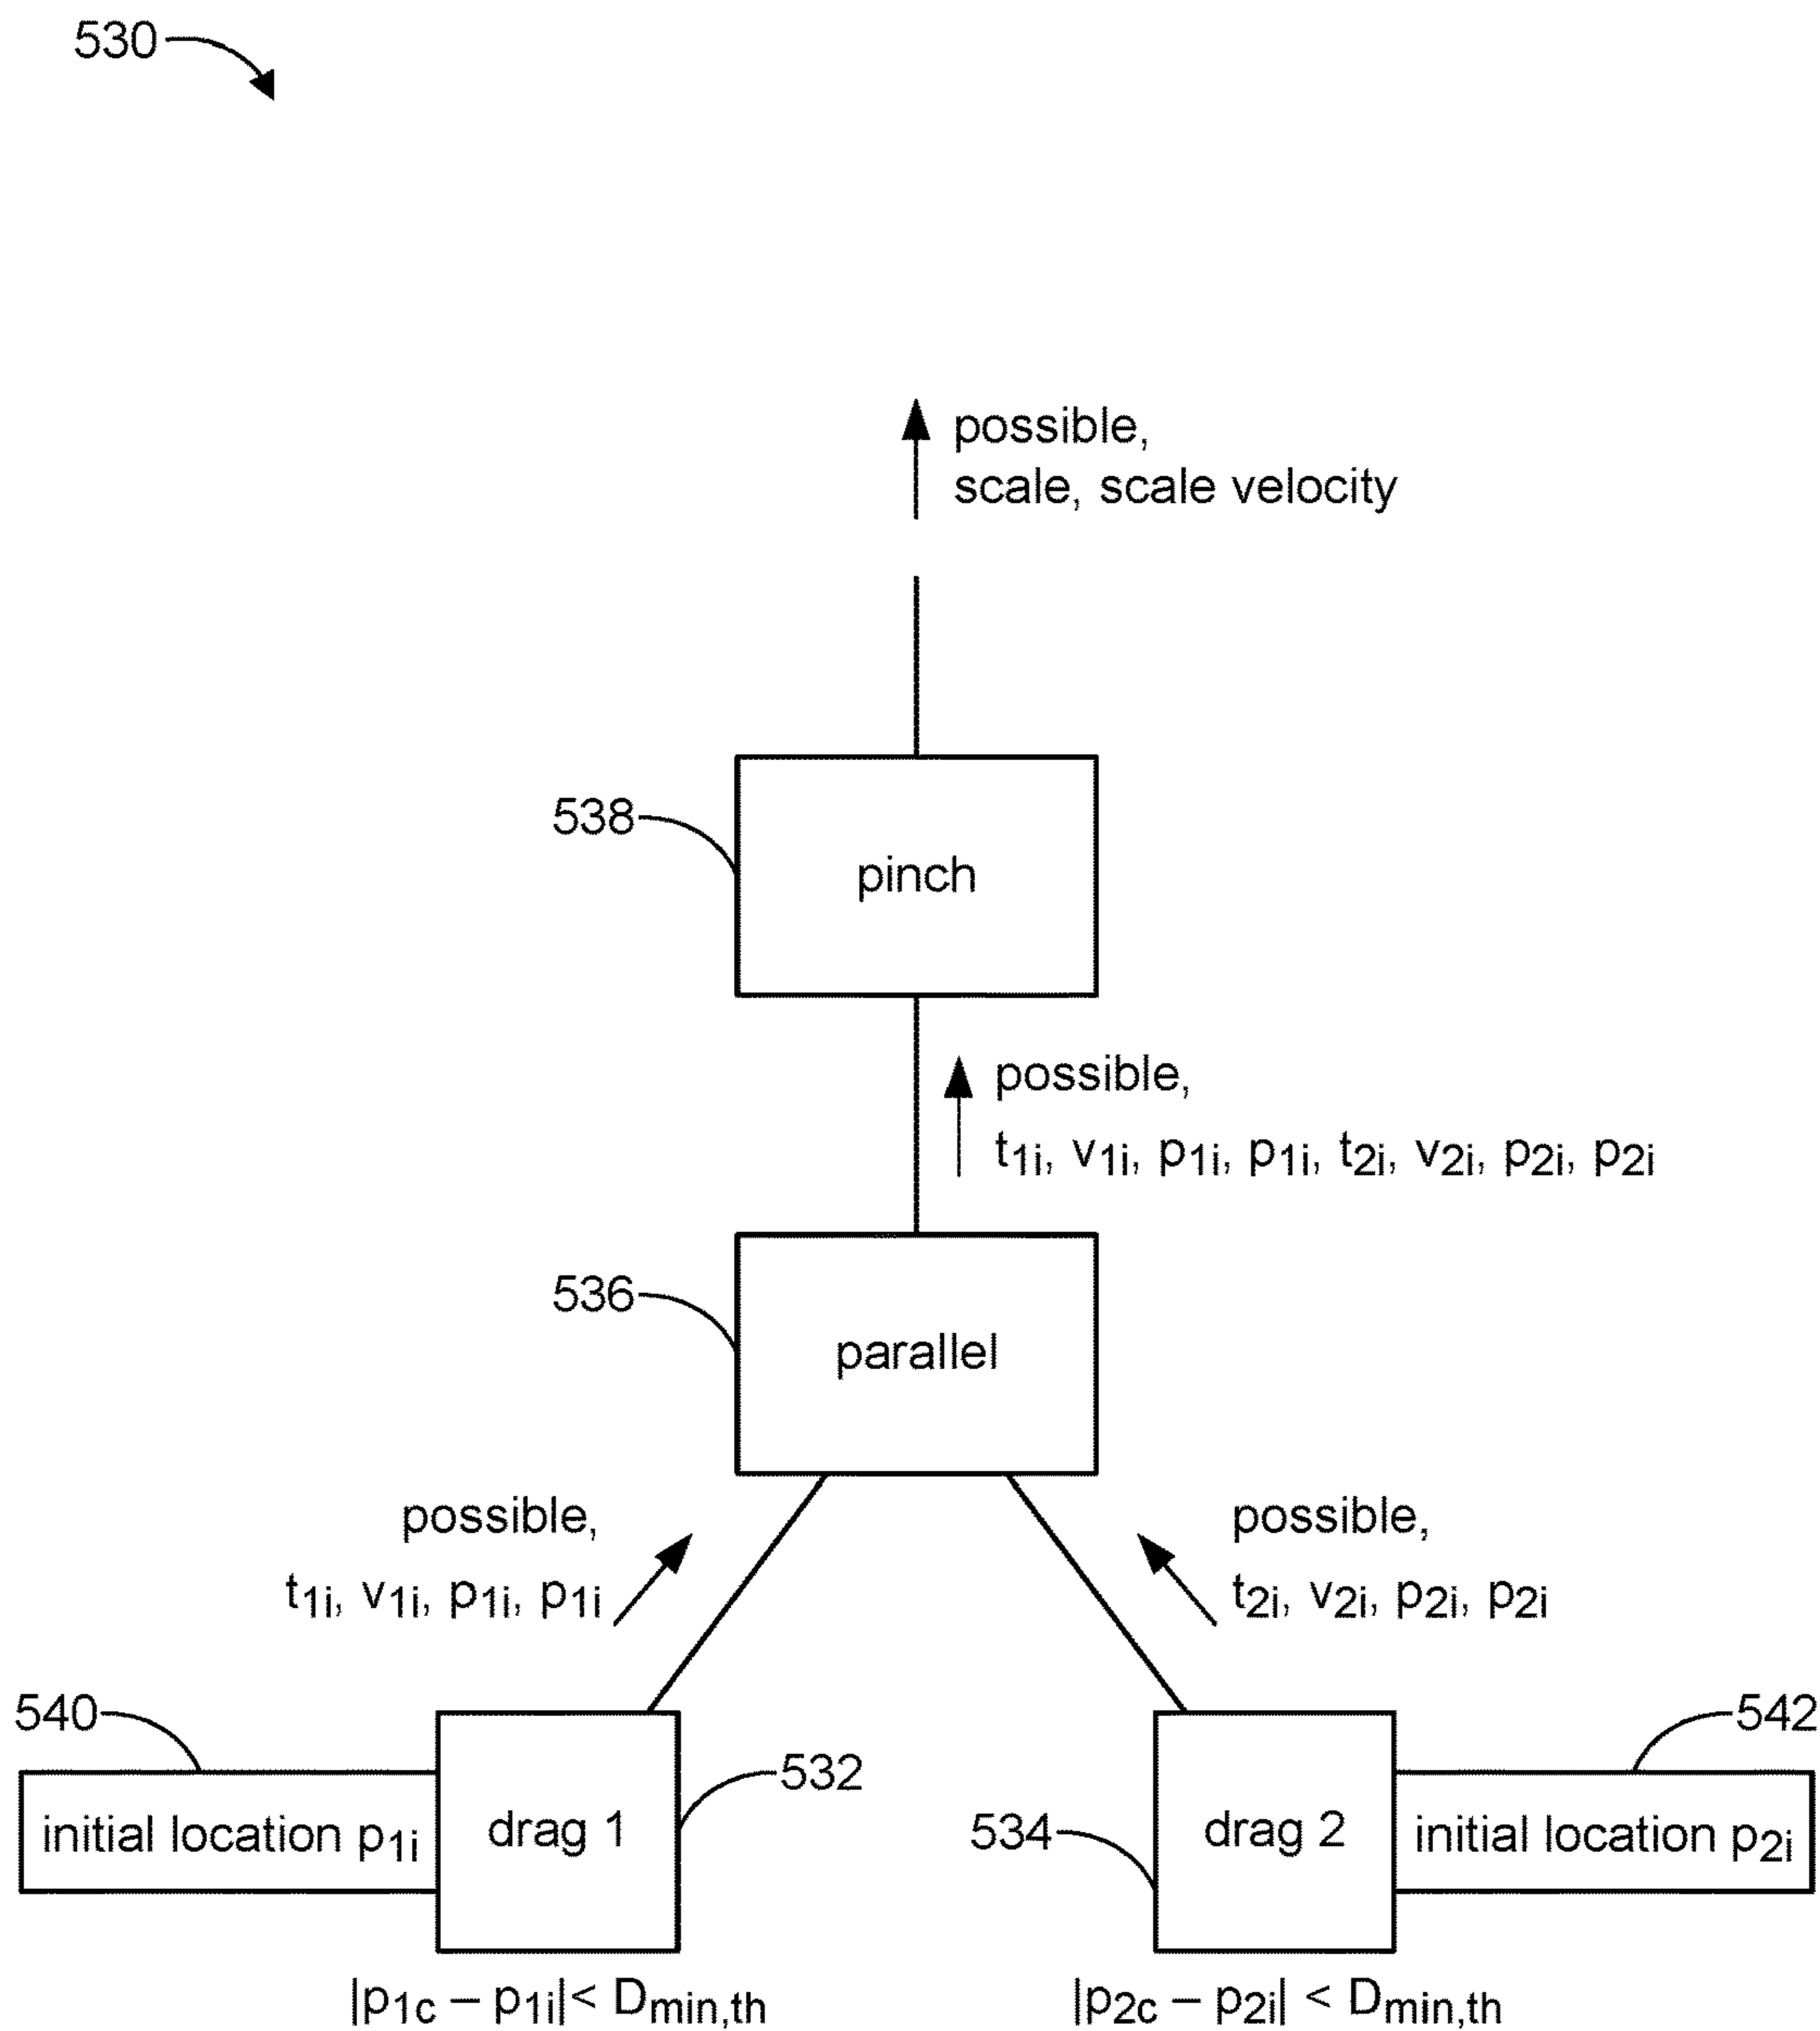 530
possible,
scale, scale velocity
538
pinch
possible,
t1i, v1i, p1i, p1i, t2i, v2i, p2i, p2i
536
parallel
possible,
t1i, v1i, p1i, p1i
possible,
t2i, v2i, p2i, p2i
540
542
532
initial location p1i
drag 1
534
drag 2
initial location p2i
|p1c – p1i|< Dmin,th
|p2c – p2i| < Dmin,th